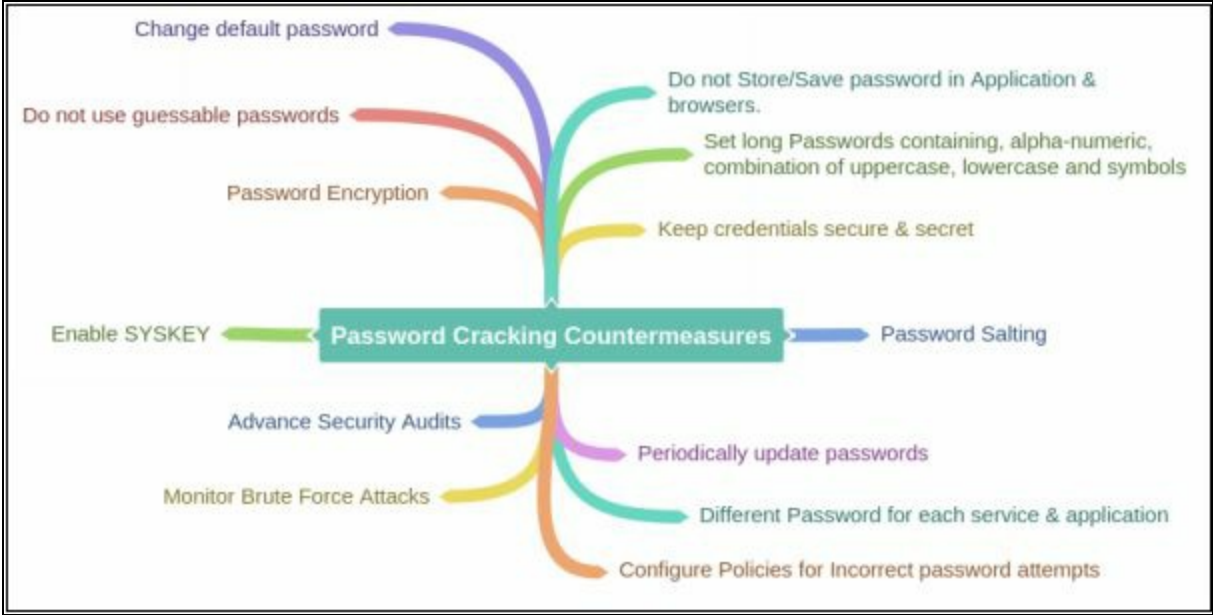 Change default password
Do not use guessable passwords
Password Encryption
Enable SYSKEY
Advance Security Audits
Monitor Brute Force Attacks
Password Cracking Countermeasures
Do not Store/Save password in Application &
browsers.
Set long Passwords containing, alpha-numeric,
combination of uppercase, lowercase and symbols
Keep credentials secure & secret
Password Salting
Periodically update passwords
Different Password for each service & application
Configure Policies for Incorrect password attempts